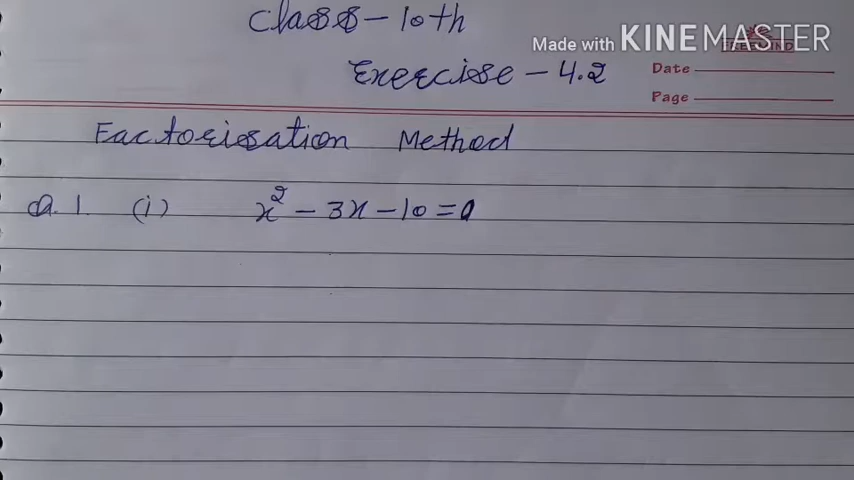 Class - 10th
Made with KINEMASTER
Exercise - 4.2
Date
Page
Factorisation Method
Q. 1. (i) x² - 3x - 10 = 0